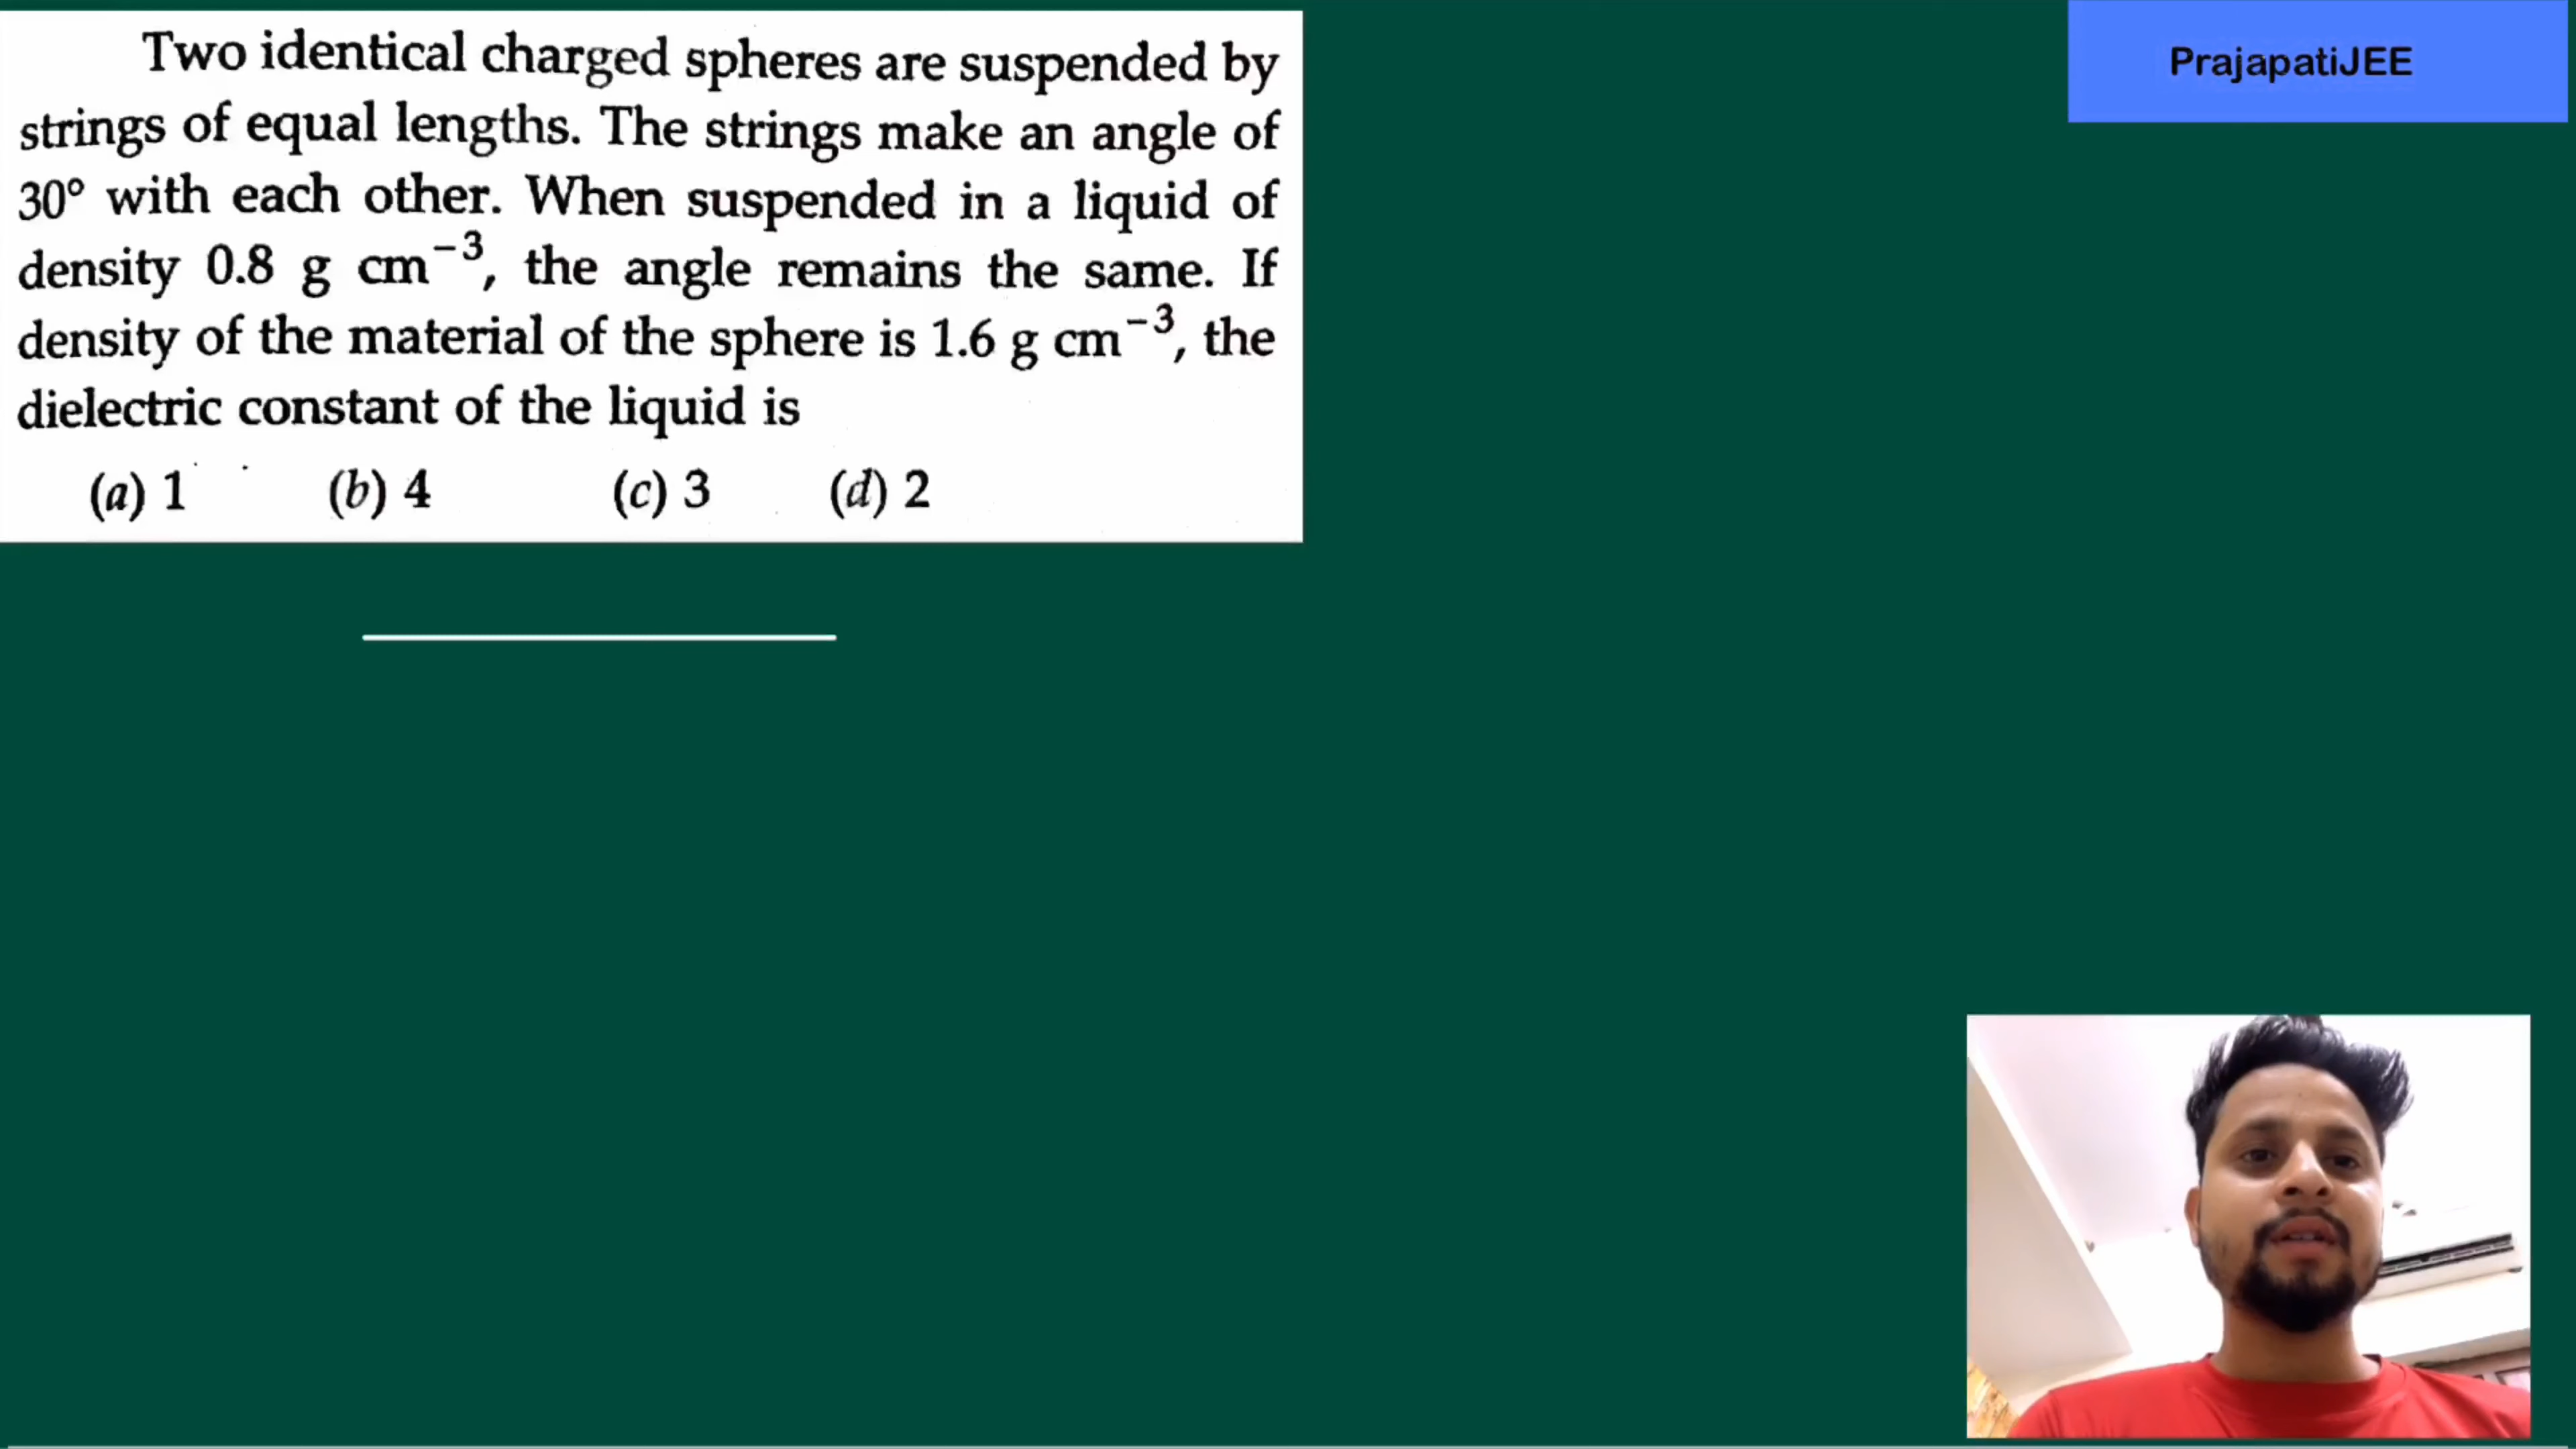 Two identical charged spheres are suspended by
strings of equal lengths. The strings make an angle of
30° with each other. When suspended in a liquid of
density 0.8 g cm⁻³, the angle remains the same. If
density of the material of the sphere is 1.6 g cm⁻³, the
dielectric constant of the liquid is
(a) 1 (b) 4 (c) 3 (d) 2
PrajapatiJEE